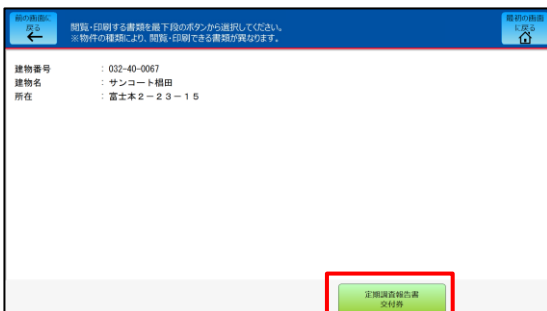 前の画面に
戻る
閲覧・印刷する書類を最下段のボタンから選択してください。
※物件の種類により、閲覧・印刷できる書類が異なります。
最初の画面
に戻る
建物番号 : 032-40-0067
建物名 : サンコート椙田
所在 : 富士本2-23-15
定期調査報告書
交付券